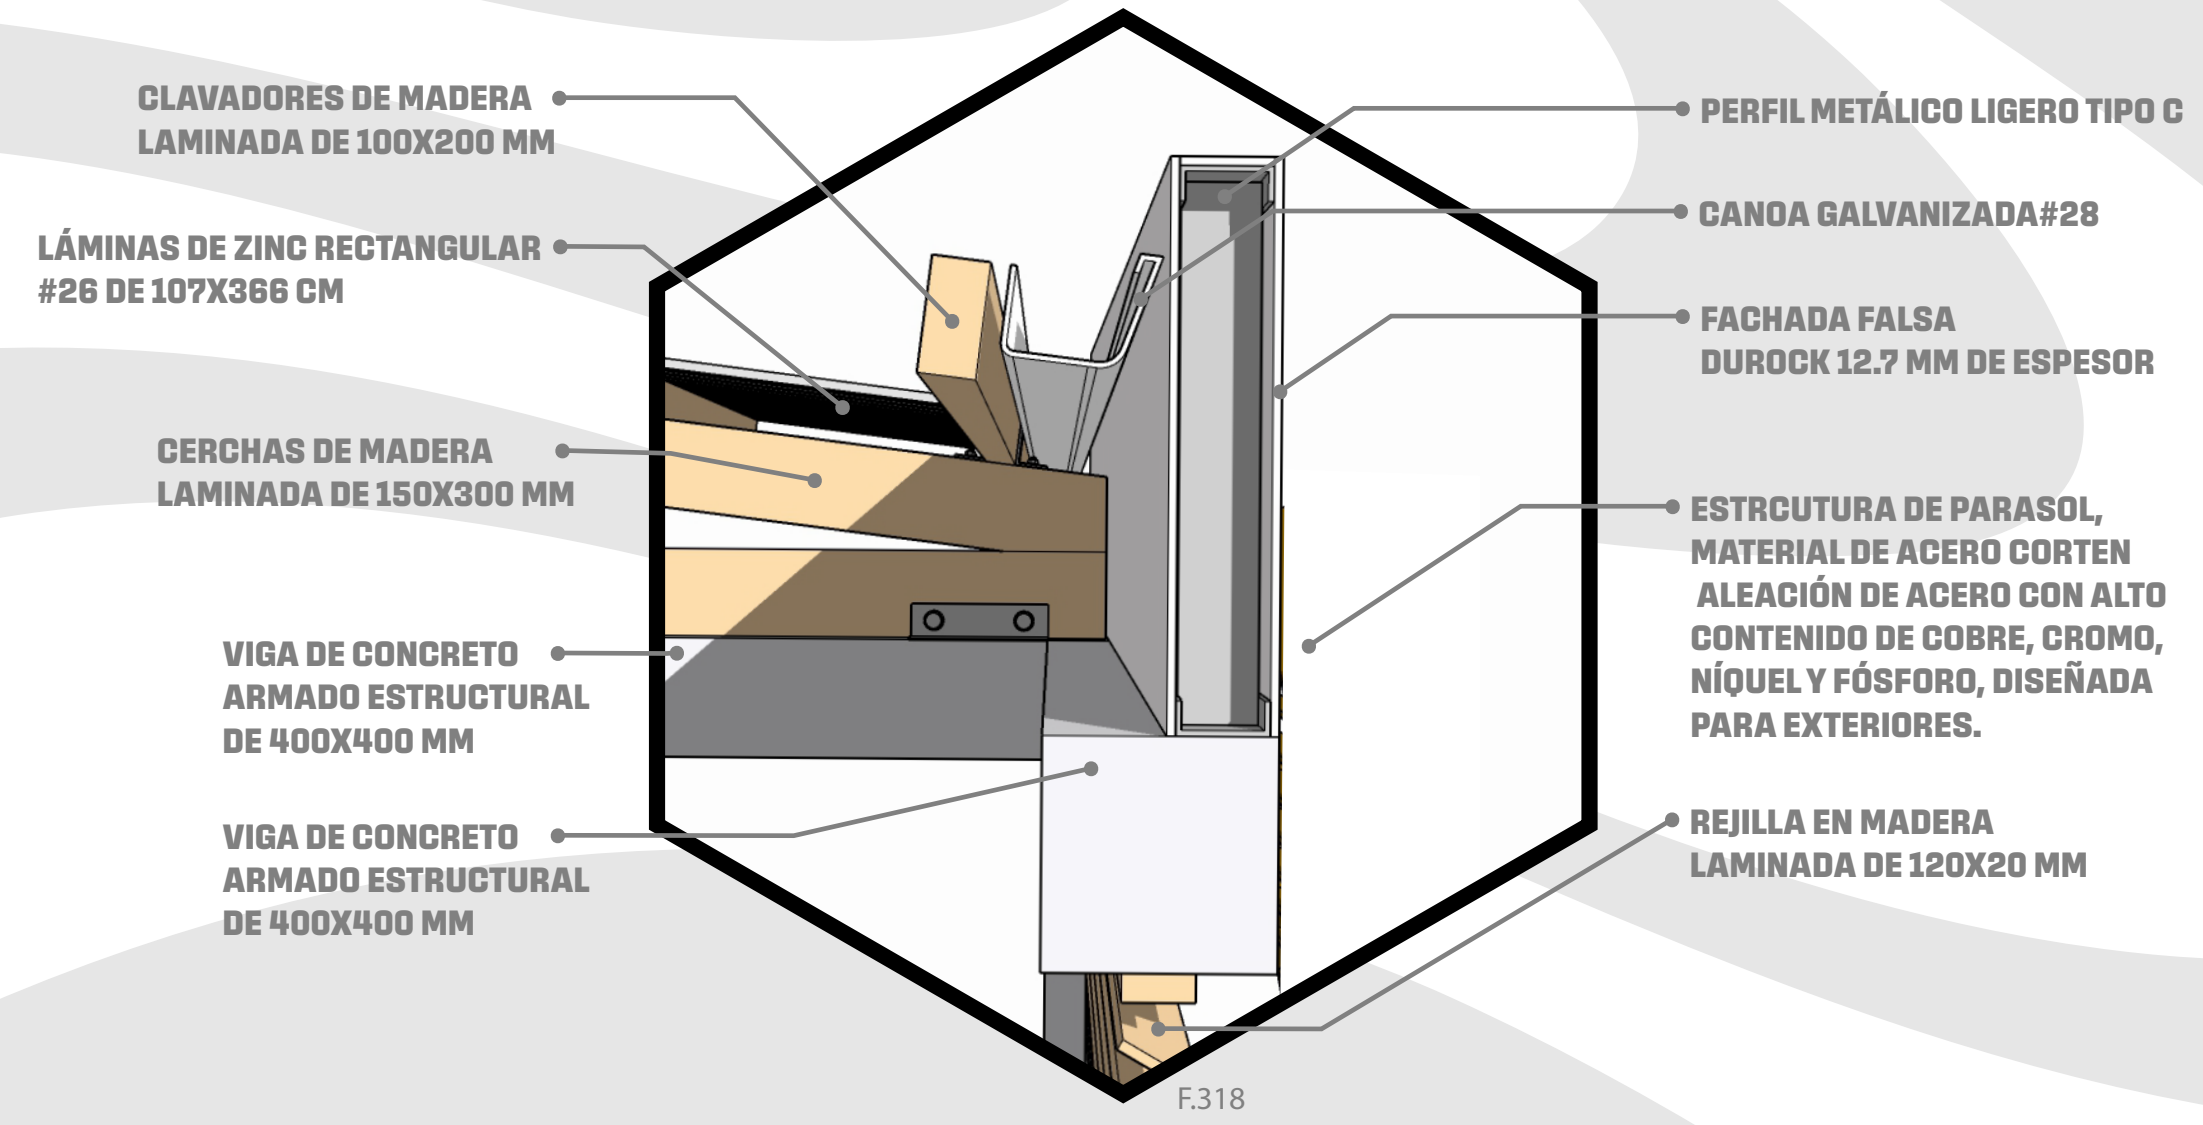 CLAVADORES DE MADERA
LAMINADA DE 100X200 MM
LÁMINAS DE ZINC RECTANGULAR
#26 DE 107X366 CM
CERCHAS DE MADERA
LAMINADA DE 150X300 MM
VIGA DE CONCRETO
ARMADO ESTRUCTURAL
DE 400X400 MM
VIGA DE CONCRETO
ARMADO ESTRUCTURAL
DE 400X400 MM
PERFIL METÁLICO LIGERO TIPO C
CANOA GALVANIZADA#28
FACHADA FALSA
DUROCK 12.7 MM DE ESPESOR
ESTRCUTURA DE PARASOL,
MATERIAL DE ACERO CORTEN
ALEACIÓN DE ACERO CON ALTO
CONTENIDO DE COBRE, CROMO,
NÍQUEL Y FÓSFORO, DISEÑADA
PARA EXTERIORES.
REJILLA EN MADERA
LAMINADA DE 120X20 MM
F.318